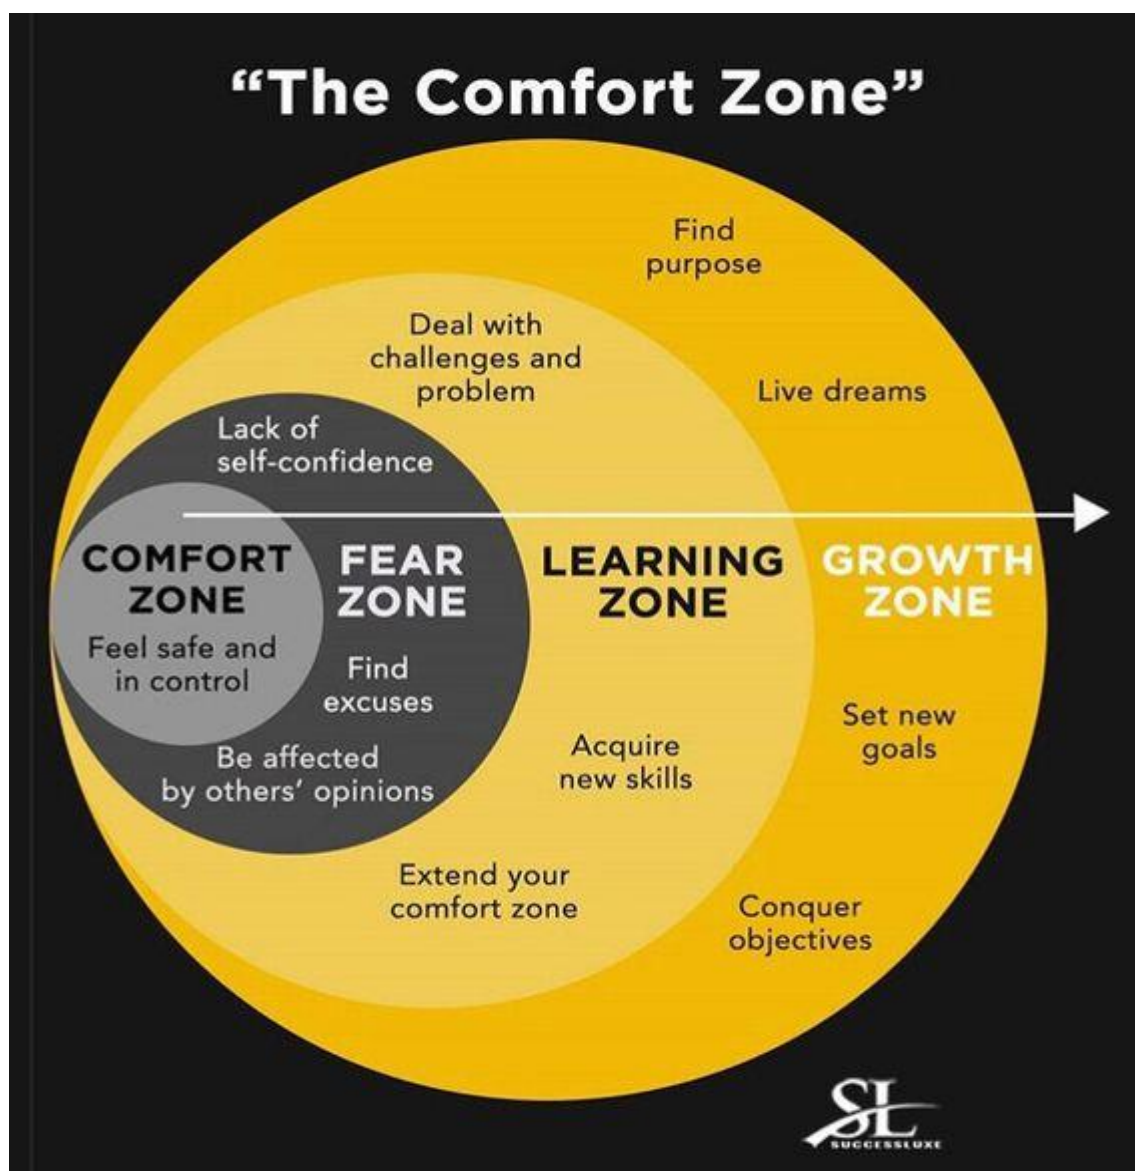 “The Comfort Zone”
Find
purpose
Deal with
challenges and
problem
Live dreams
Lack of
self-confidence
COMFORT
ZONE
Feel safe and
in control
FEAR
ZONE
LEARNING
ZONE
GROWTH
ZONE
Find
excuses
Be affected
by others’ opinions
Acquire
new skills
Set new
goals
Extend your
comfort zone
Conquer
objectives
SL
SUCCESSLUXE